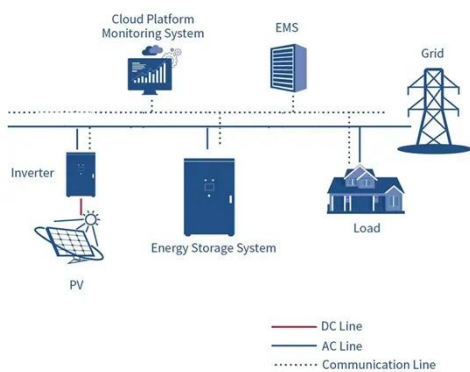 Cloud Platform
Monitoring System
EMS
Grid
Inverter
Energy Storage System
Load
PV
DC Line
AC Line
Communication Line